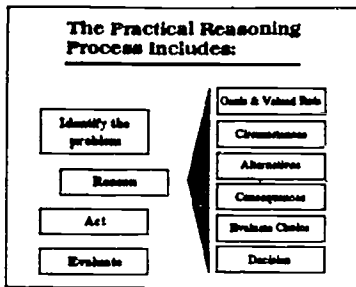 The Practical Reasoning
Process Includes:
Identify the
problem
Reason
Act
Evaluate
Goals & Valued Ends
Circumstances
Alternatives
Consequences
Evaluate Choice
Decision